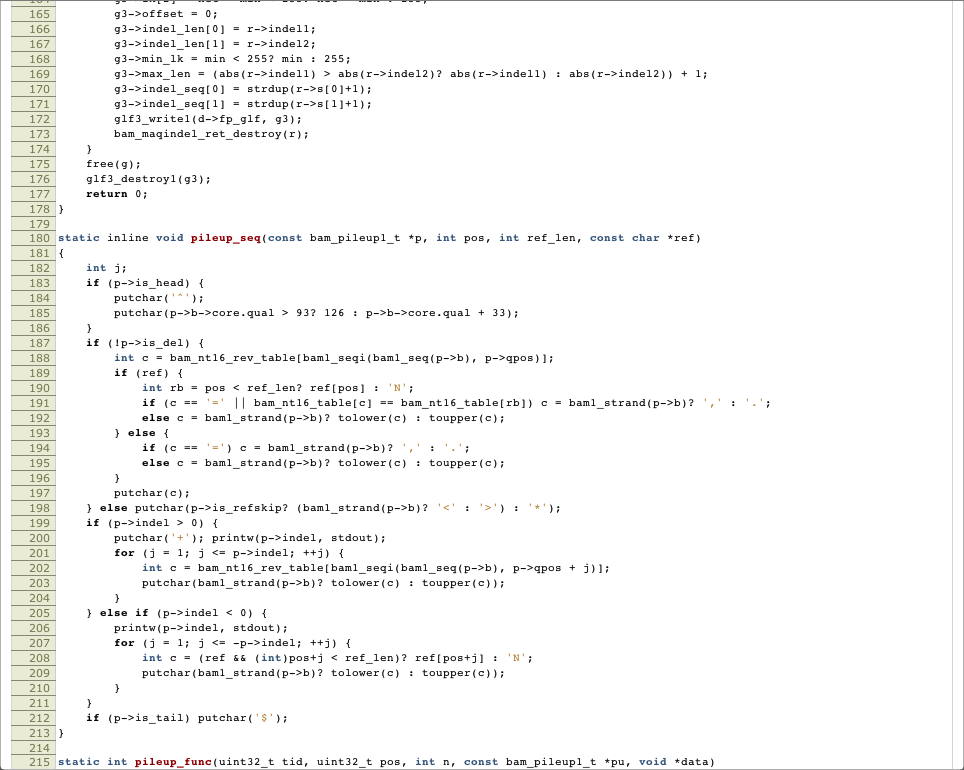 165         g3->offset = 0;
166         g3->indel_len[0] = r->indel1;
167         g3->indel_len[1] = r->indel2;
168         g3->min_lk = min < 255? min : 255;
169         g3->max_len = (abs(r->indel1) > abs(r->indel2)? abs(r->indel1) : abs(r->indel2)) + 1;
170         g3->indel_seq[0] = strdup(r->s[0]+1);
171         g3->indel_seq[1] = strdup(r->s[1]+1);
172         glf3_write1(d->fp_glf, g3);
173         bam_maqindel_ret_destroy(r);
174     }
175     free(g);
176     glf3_destroy1(g3);
177     return 0;
178 }
179
180 static inline void pileup_seq(const bam_pileup1_t *p, int pos, int ref_len, const char *ref)
181 {
182     int j;
183     if (p->is_head) {
184         putchar('^');
185         putchar(p->b->core.qual > 93? 126 : p->b->core.qual + 33);
186     }
187     if (!p->is_del) {
188         int c = bam_nt16_rev_table[bam1_seqi(bam1_seq(p->b), p->qpos)];
189         if (ref) {
190             int rb = pos < ref_len? ref[pos] : 'N';
191             if (c == '=' || bam_nt16_table[c] == bam_nt16_table[rb]) c = bam1_strand(p->b)? ',' : '.';
192             else c = bam1_strand(p->b)? tolower(c) : toupper(c);
193         } else {
194             if (c == '=') c = bam1_strand(p->b)? ',' : '.';
195             else c = bam1_strand(p->b)? tolower(c) : toupper(c);
196         }
197         putchar(c);
198     } else putchar(p->is_refskip? (bam1_strand(p->b)? '<' : '>') : '*');
199     if (p->indel > 0) {
200         putchar('+'); printw(p->indel, stdout);
201         for (j = 1; j <= p->indel; ++j) {
202             int c = bam_nt16_rev_table[bam1_seqi(bam1_seq(p->b), p->qpos + j)];
203             putchar(bam1_strand(p->b)? tolower(c) : toupper(c));
204         }
205     } else if (p->indel < 0) {
206         printw(p->indel, stdout);
207         for (j = 1; j <= -p->indel; ++j) {
208             int c = (ref && (int)pos+j < ref_len)? ref[pos+j] : 'N';
209             putchar(bam1_strand(p->b)? tolower(c) : toupper(c));
210         }
211     }
212     if (p->is_tail) putchar('$');
213 }
214
215 static int pileup_func(uint32_t tid, uint32_t pos, int n, const bam_pileup1_t *pu, void *data)